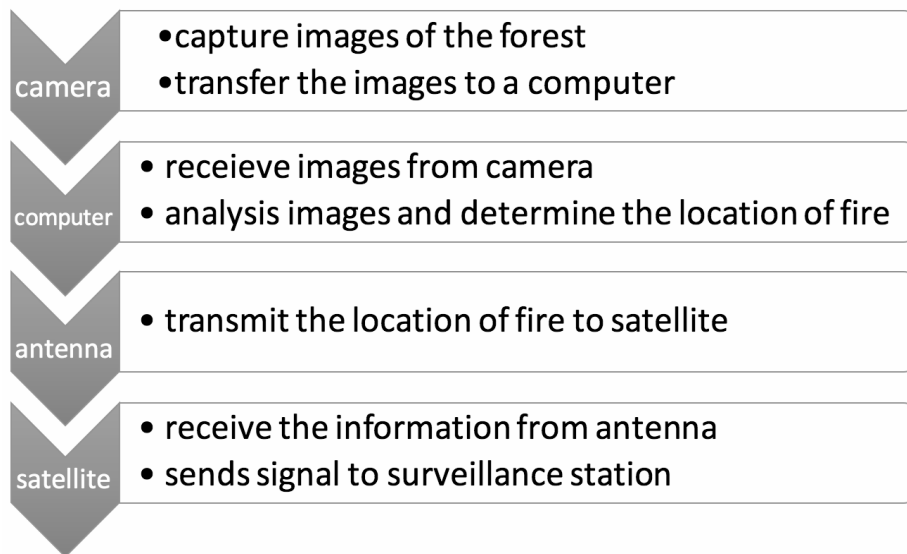 camera
•capture images of the forest
•transfer the images to a computer
computer
• receieve images from camera
• analysis images and determine the location of fire
antenna
• transmit the location of fire to satellite
satellite
• receive the information from antenna
• sends signal to surveillance station